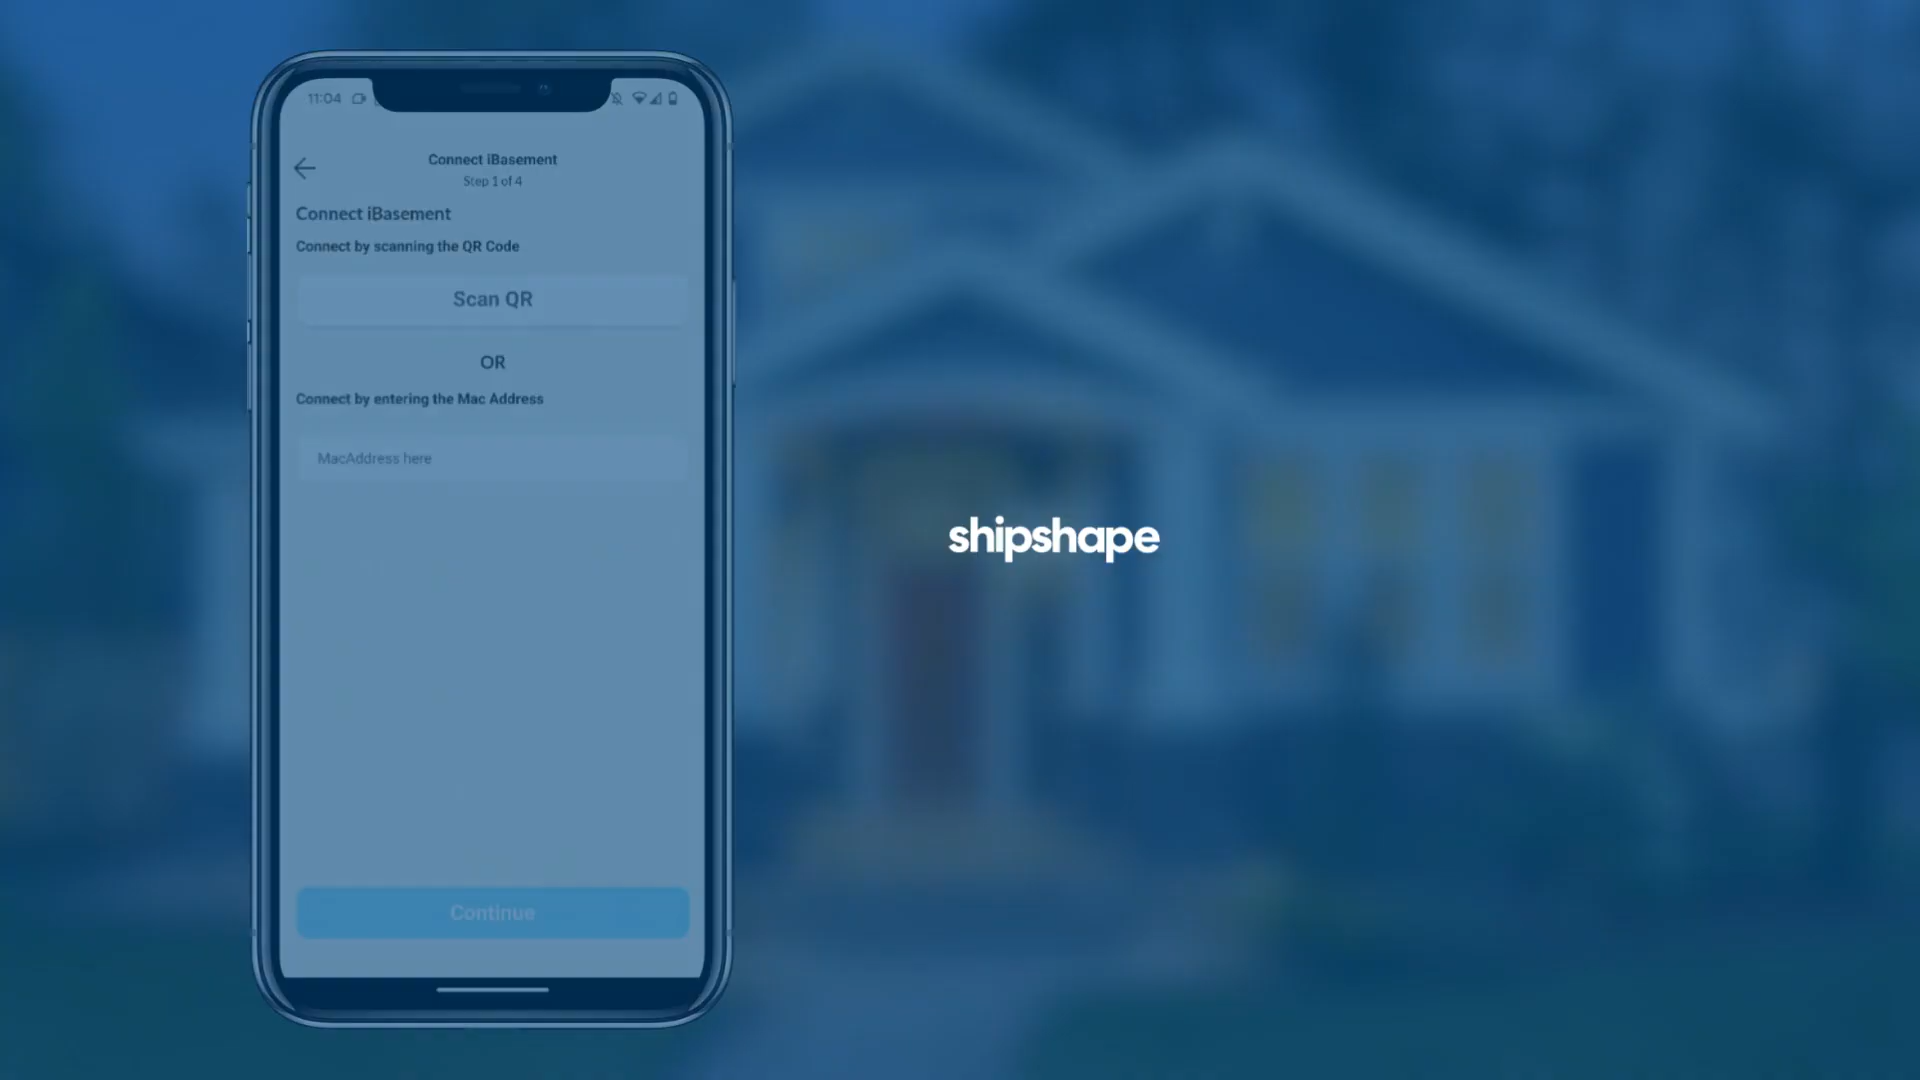 11:04
Connect iBasement
Step 1 of 4
Connect iBasement
Connect by scanning the QR Code
Scan QR
OR
Connect by entering the Mac Address
MacAddress here
Continue
shipshape